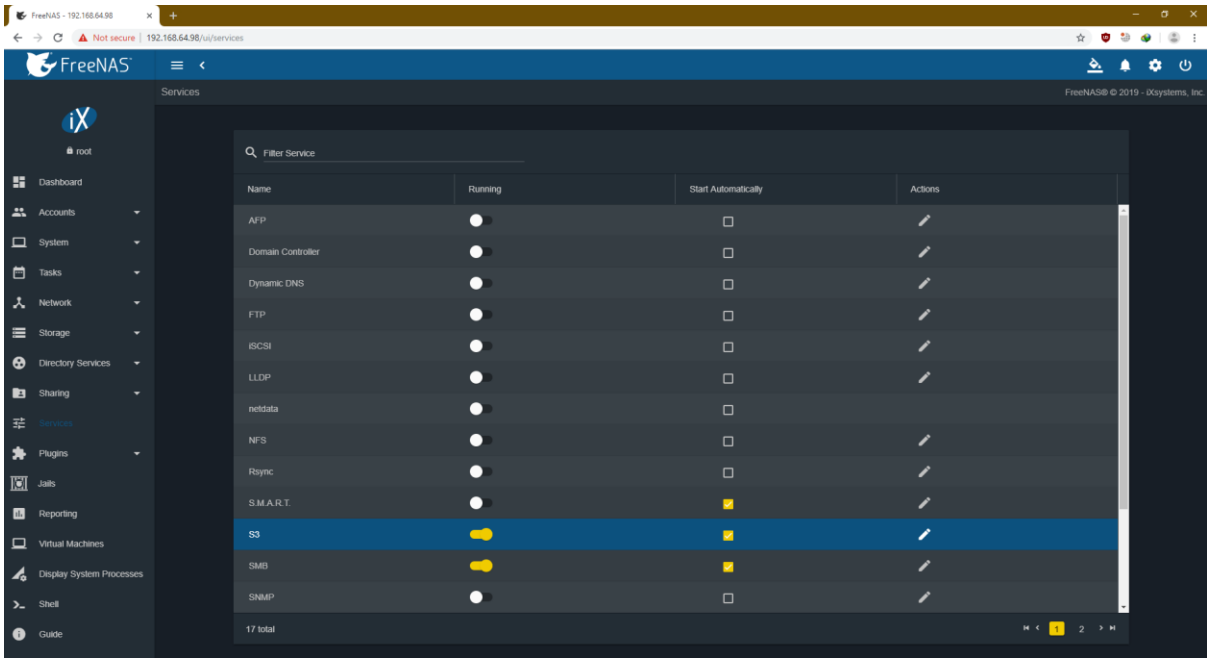 FreeNAS - 192.168.64.98
Not secure | 192.168.64.98/ui/services
FreeNAS
Services
FreeNAS® © 2019 - iXsystems, Inc.
iX
root
Dashboard
Accounts
System
Tasks
Network
Storage
Directory Services
Sharing
Services
Plugins
Jails
Reporting
Virtual Machines
Display System Processes
Shell
Guide
Filter Service
Name Running Start Automatically Actions
AFP
Domain Controller
Dynamic DNS
FTP
iSCSI
LLDP
netdata
NFS
Rsync
S.M.A.R.T.
S3
SMB
SNMP
17 total
1 2